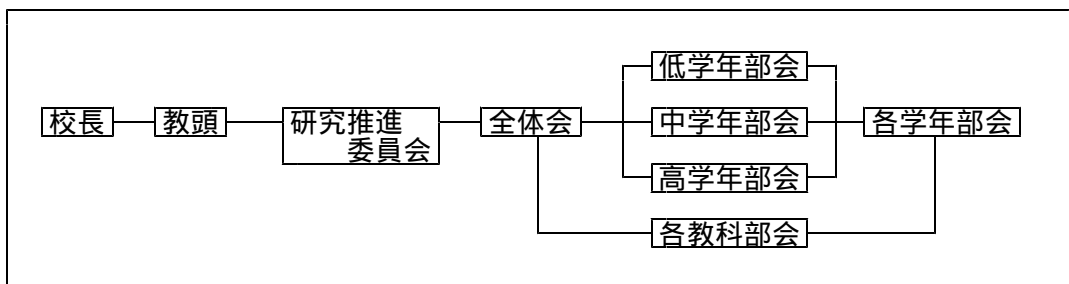 校長
教頭
研究推進
委員会
全体会
低学年部会
中学年部会
高学年部会
各教科部会
各学年部会